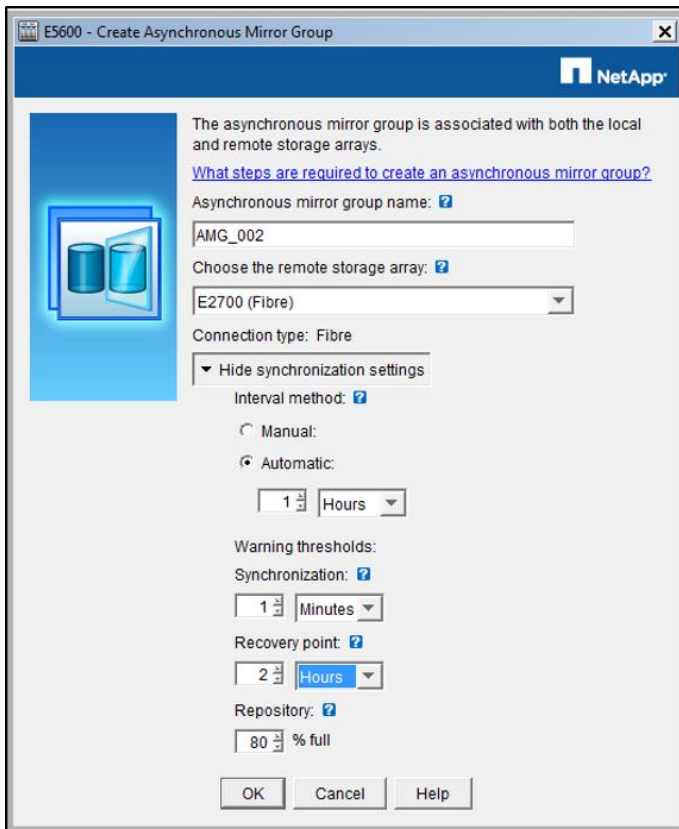 E5600 - Create Asynchronous Mirror Group
NetApp
The asynchronous mirror group is associated with both the local
and remote storage arrays.
What steps are required to create an asynchronous mirror group?
Asynchronous mirror group name:
AMG_002
Choose the remote storage array:
E2700 (Fibre)
Connection type: Fibre
Hide synchronization settings
Interval method:
Manual:
Automatic:
1 Hours
Warning thresholds:
Synchronization:
1 Minutes
Recovery point:
2 Hours
Repository:
80 % full
OK Cancel Help